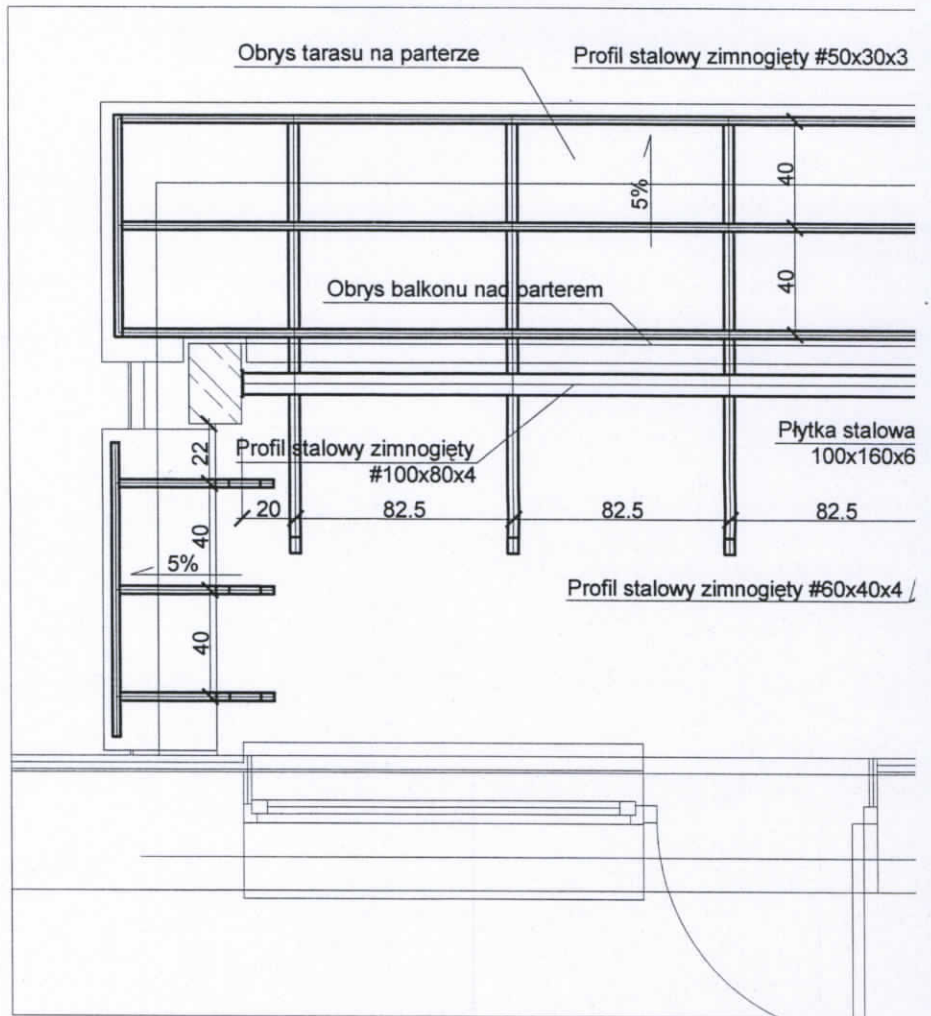 Obrys tarasu na parterze
Profil stalowy zimnogięty #50x30x3
40
5%
40
Obrys balkonu nad parterem
Płytka stalowa
100x160x6
Profil stalowy zimnogięty
#100x80x4
22
20
82.5
82.5
82.5
40
5%
Profil stalowy zimnogięty #60x40x4
40